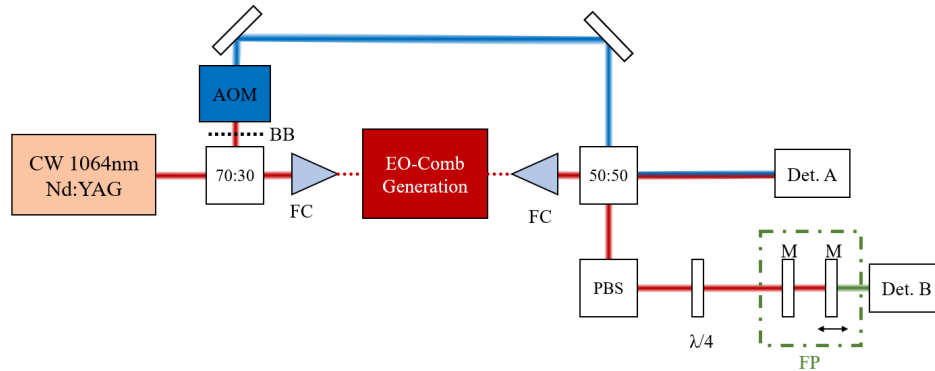 AOM
BB
CW 1064nm
Nd:YAG
70:30
FC
EO-Comb
Generation
FC
50:50
Det. A
PBS
λ/4
M
M
FP
Det. B